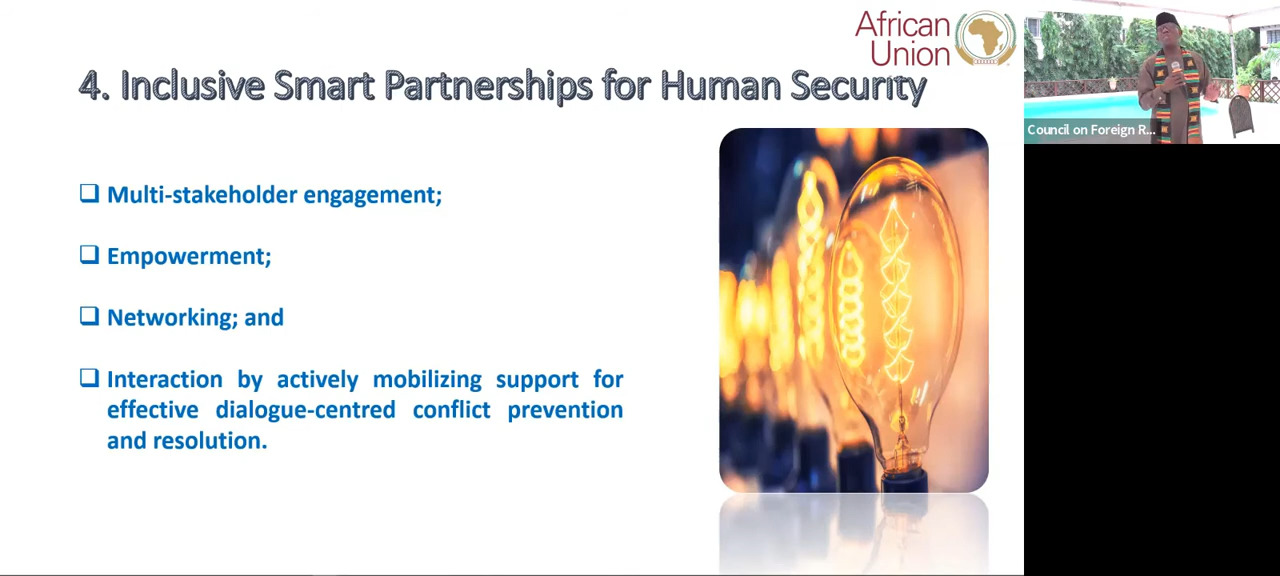 African
Union
4. Inclusive Smart Partnerships for Human Security
Council on Foreign R...
❑ Multi-stakeholder engagement;
❑ Empowerment;
❑ Networking; and
❑ Interaction by actively mobilizing support for
effective dialogue-centred conflict prevention
and resolution.